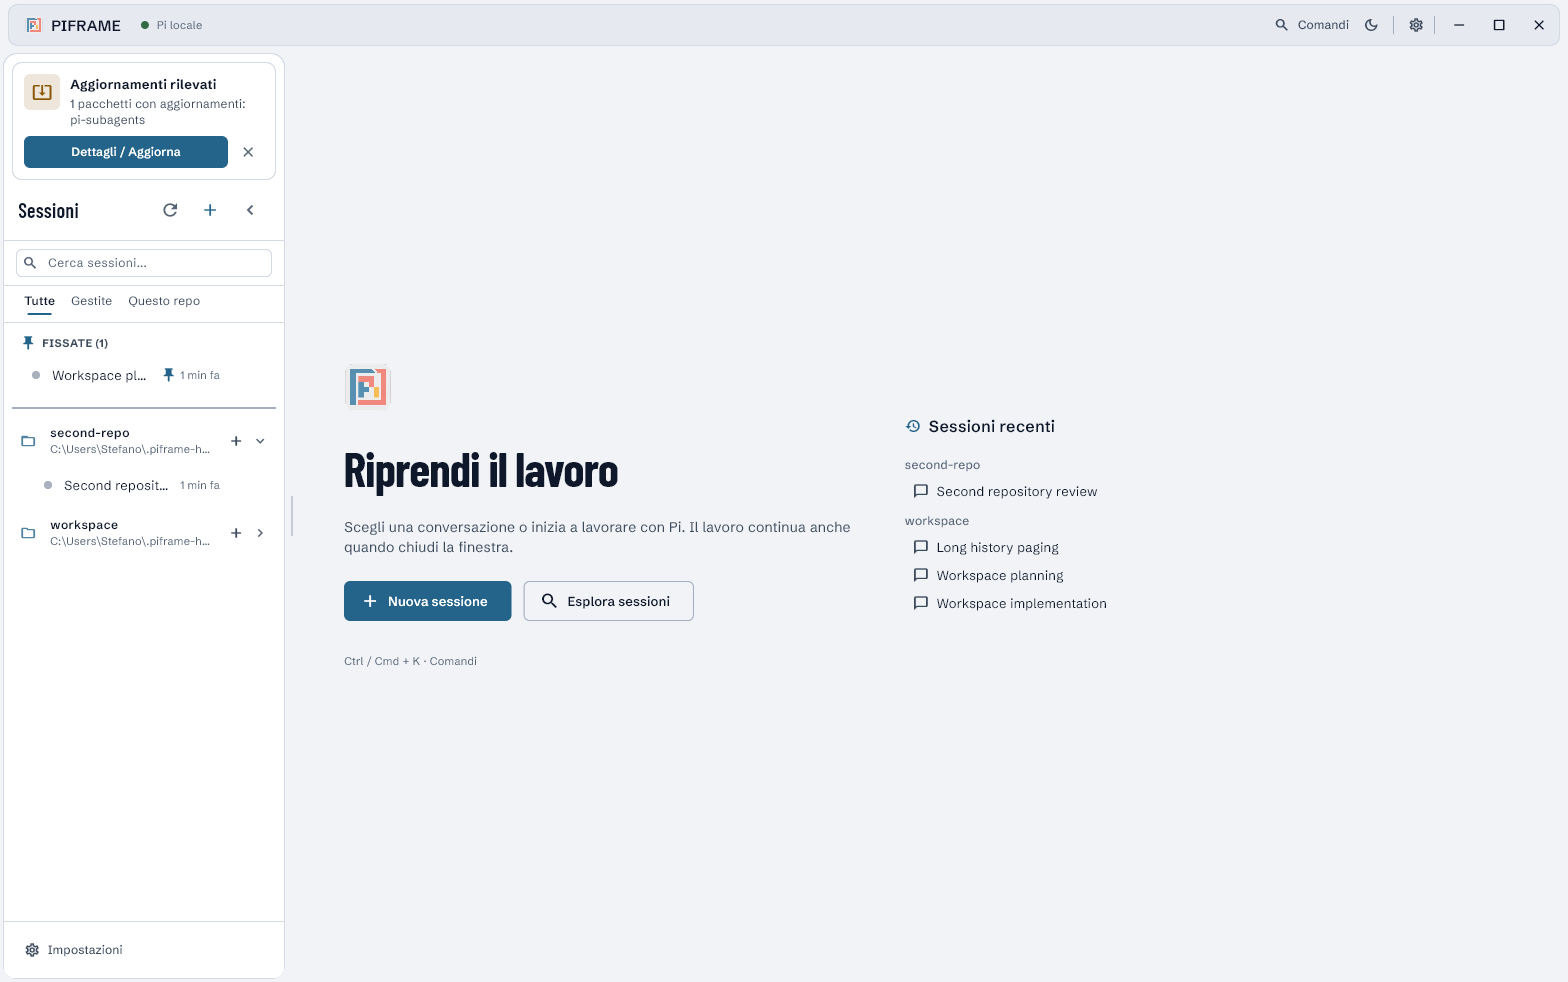 PIFRAME
Pi locale
Comandi
Aggiornamenti rilevati
1 pacchetti con aggiornamenti:
pi-subagents
Dettagli / Aggiorna
Sessioni
Cerca sessioni...
Tutte
Gestite
Questo repo
FISSATE (1)
Workspace pl...
1 min fa
second-repo
C:\Users\Stefano\.piframe-h...
Second reposit...
1 min fa
workspace
C:\Users\Stefano\.piframe-h...
Impostazioni
Riprendi il lavoro
Scegli una conversazione o inizia a lavorare con Pi. Il lavoro continua anche
quando chiudi la finestra.
Nuova sessione
Esplora sessioni
Ctrl / Cmd + K · Comandi
Sessioni recenti
second-repo
Second repository review
workspace
Long history paging
Workspace planning
Workspace implementation